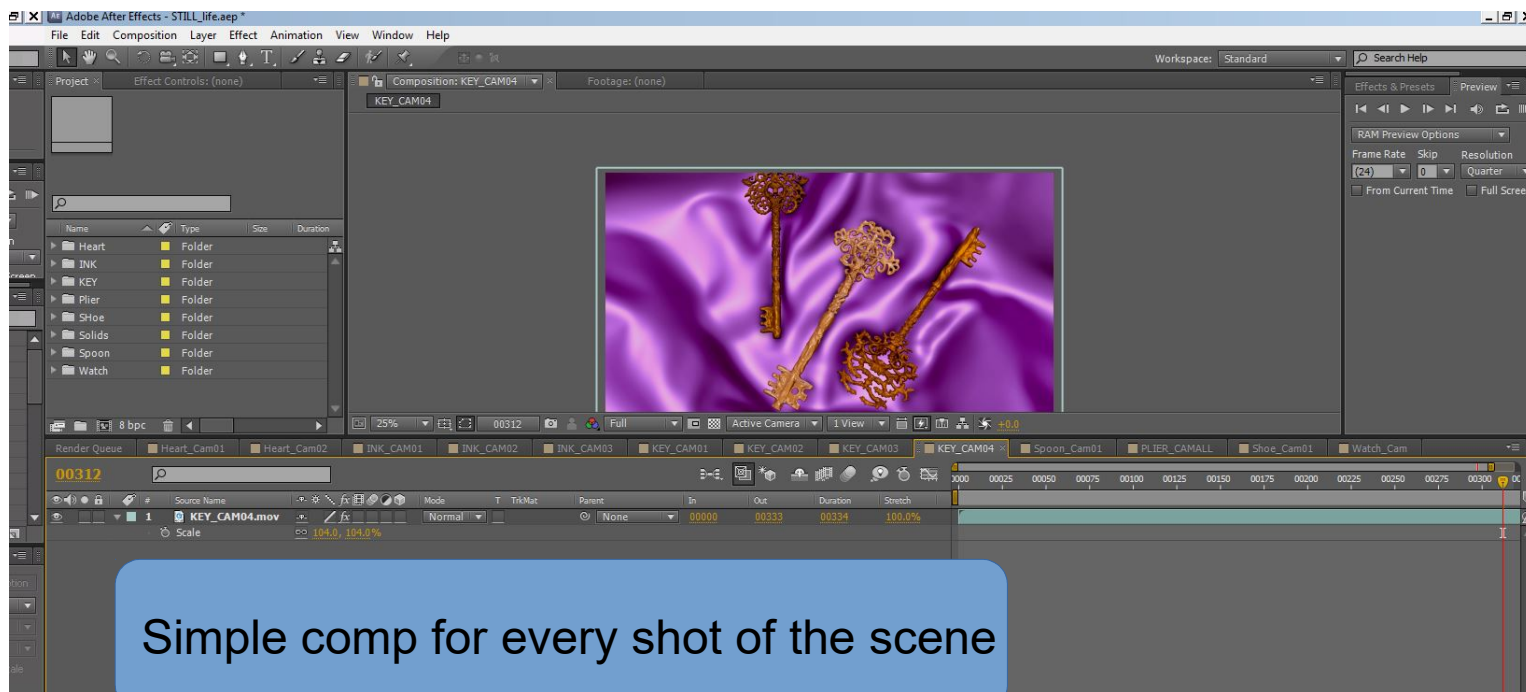 Adobe After Effects - STILL_life.aep *
File Edit Composition Layer Effect Animation View Window Help
Workspace: Standard Search Help
Project Effect Controls: (none) Composition: KEY_CAM04 Footage: (none) Effects & Presets Preview
KEY_CAM04
RAM Preview Options
Frame Rate Skip Resolution
(24) 0 Quarter
From Current Time Full Scree
Name Type Size Duration
Heart Folder
INK Folder
KEY Folder
Plier Folder
SHoe Folder
Solids Folder
Spoon Folder
Watch Folder
8 bpc 25% 00312 Full Active Camera 1 View +0.0
Render Queue Heart_Cam01 Heart_Cam02 INK_CAM01 INK_CAM02 INK_CAM03 KEY_CAM01 KEY_CAM02 KEY_CAM03 KEY_CAM04 Spoon_Cam01 PLIER_CAMALL Shoe_Cam01 Watch_Cam
00312 0000 00025 00050 00075 00100 00125 00150 00175 00200 00225 00250 00275 00300
# Source Name fx Mode T TrkMat Parent In Out Duration Stretch
1 KEY_CAM04.mov fx Normal None 00000 00333 00334 100.0%
Scale 104.0, 104.0%
Simple comp for every shot of the scene